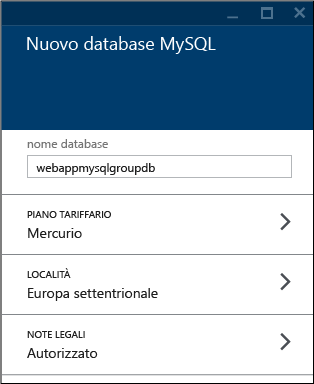 Nuovo database MySQL
nome database
webappmysqlgroupdb
PIANO TARIFFARIO
Mercurio
LOCALITÀ
Europa settentrionale
NOTE LEGALI
Autorizzato